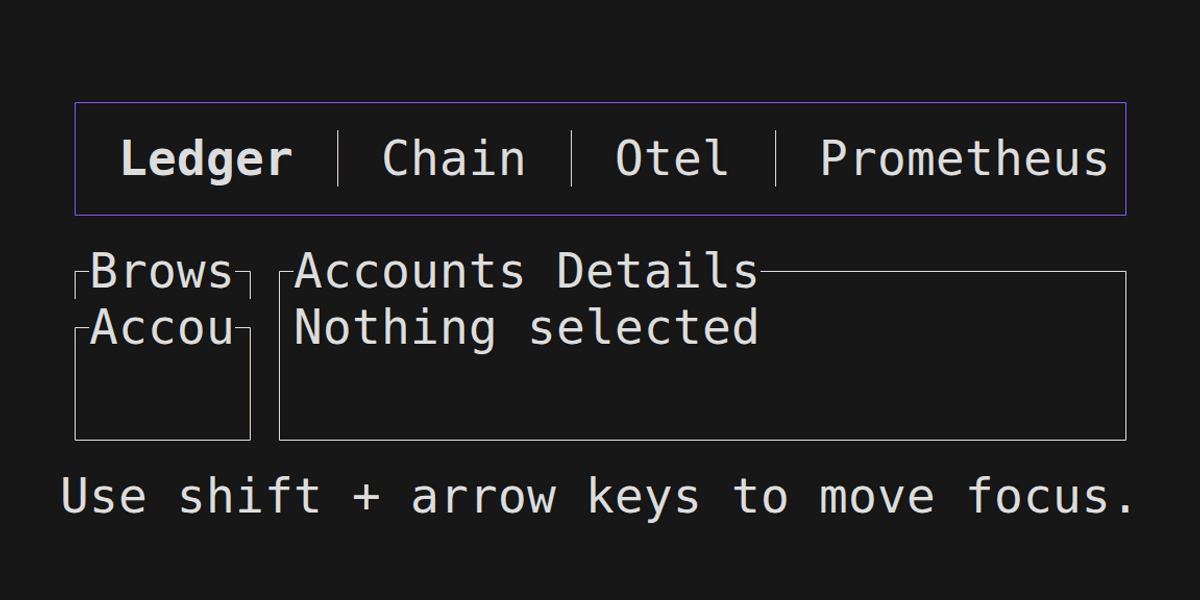 Ledger Chain Otel Prometheus
Brows Accounts Details
Accou Nothing selected
Use shift + arrow keys to move focus.